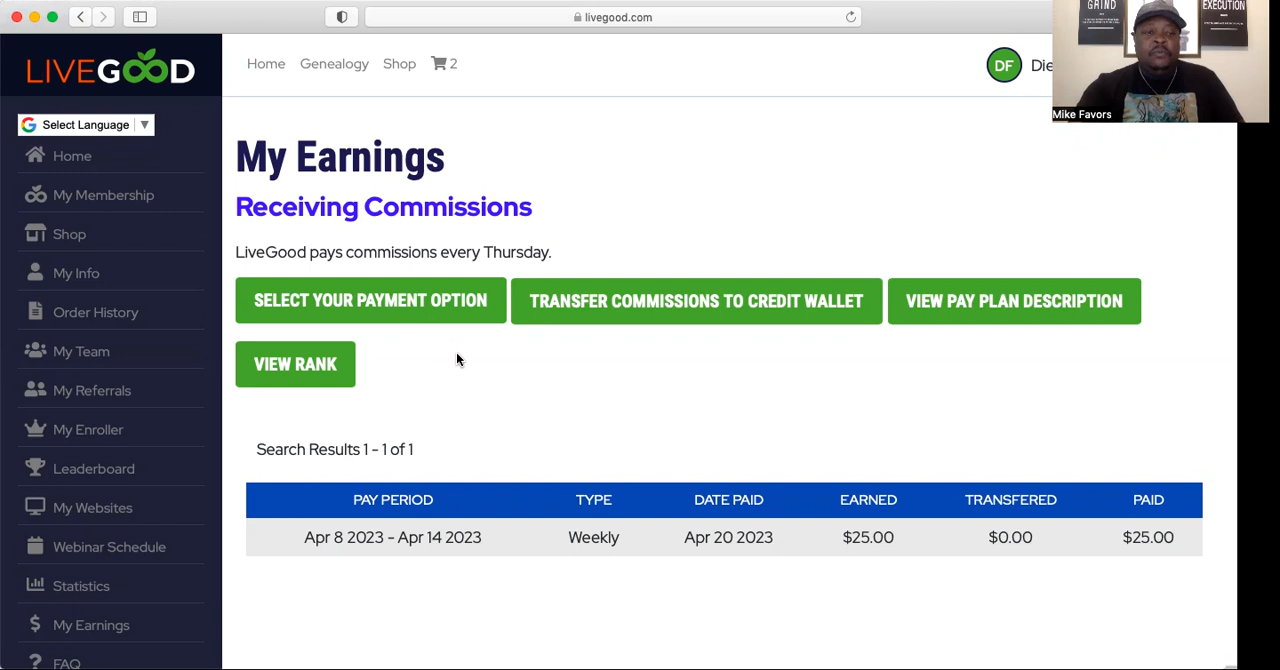 livegood.com
LIVEGOOD
Home Genealogy Shop 2
DF Die
GRIND
EXECUTION
Mike Favors
Select Language ▼
Home
My Membership
Shop
My Info
Order History
My Team
My Referrals
My Enroller
Leaderboard
My Websites
Webinar Schedule
Statistics
My Earnings
FAQ
My Earnings
Receiving Commissions
LiveGood pays commissions every Thursday.
SELECT YOUR PAYMENT OPTION TRANSFER COMMISSIONS TO CREDIT WALLET VIEW PAY PLAN DESCRIPTION
VIEW RANK
Search Results 1 - 1 of 1
PAY PERIOD TYPE DATE PAID EARNED TRANSFERED PAID
Apr 8 2023 - Apr 14 2023 Weekly Apr 20 2023 $25.00 $0.00 $25.00